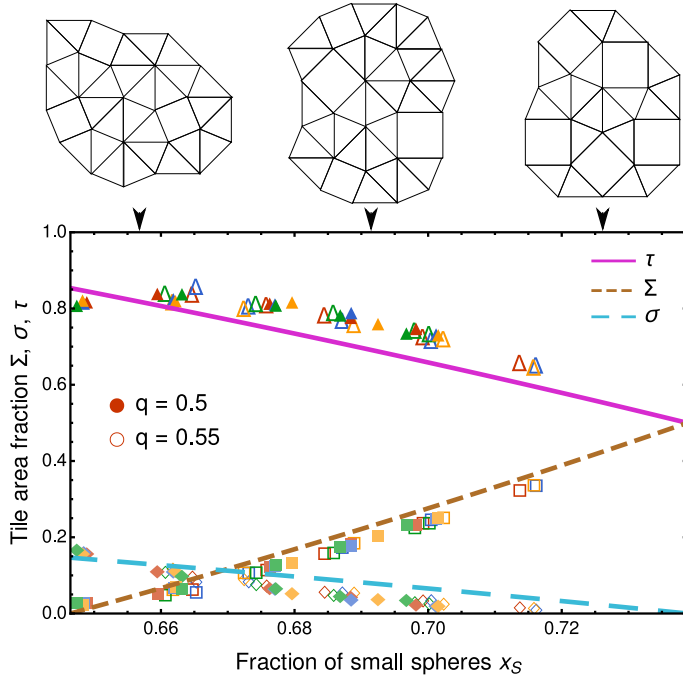 1.0
0.8
0.6
0.4
0.2
0.0
Tile area fraction Σ, σ, τ
τ
Σ
σ
q = 0.5
q = 0.55
0.66
0.68
0.70
0.72
Fraction of small spheres x_S